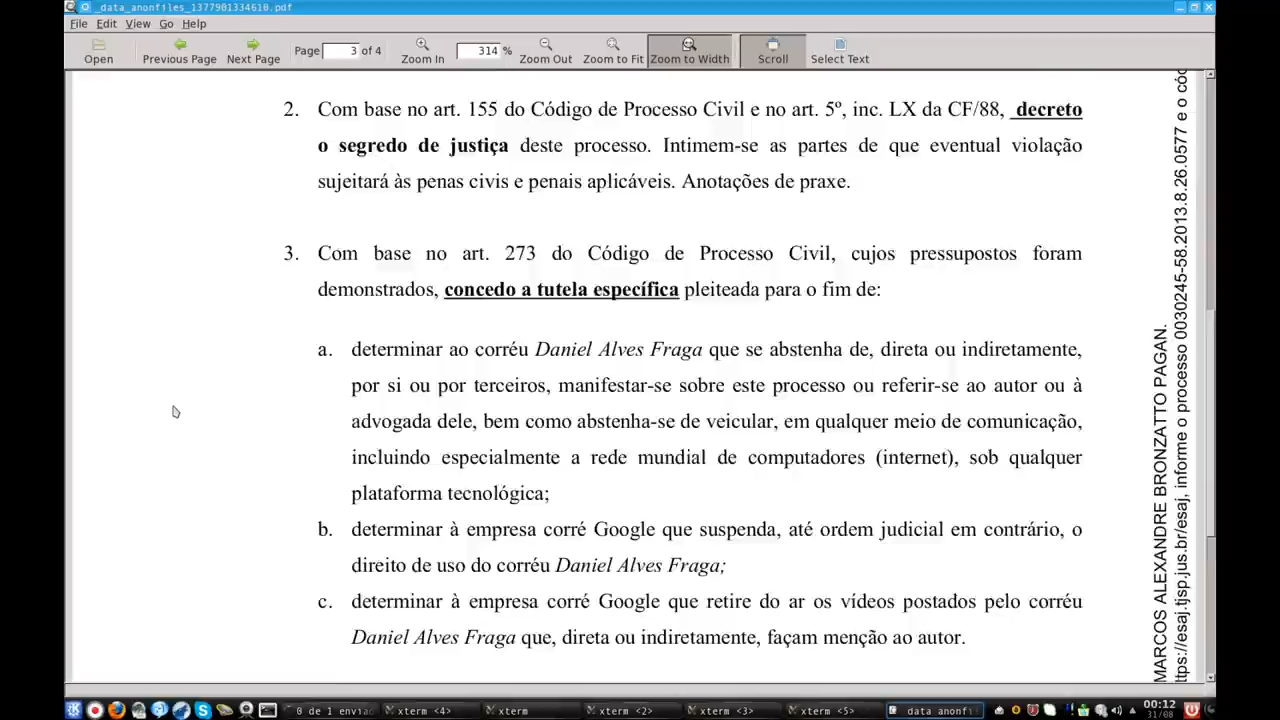 _data_anonfiles_1377901334610.pdf
File Edit View Go Help
Open Previous Page Next Page Page 3 of 4 Zoom In 314 % Zoom Out Zoom to Fit Zoom to Width Scroll Select Text
2. Com base no art. 155 do Código de Processo Civil e no art. 5º, inc. LX da CF/88, decreto
o segredo de justiça deste processo. Intimem-se as partes de que eventual violação
sujeitará às penas civis e penais aplicáveis. Anotações de praxe.
3. Com base no art. 273 do Código de Processo Civil, cujos pressupostos foram
demonstrados, concedo a tutela específica pleiteada para o fim de:
a. determinar ao corréu Daniel Alves Fraga que se abstenha de, direta ou indiretamente,
por si ou por terceiros, manifestar-se sobre este processo ou referir-se ao autor ou à
advogada dele, bem como abstenha-se de veicular, em qualquer meio de comunicação,
incluindo especialmente a rede mundial de computadores (internet), sob qualquer
plataforma tecnológica;
b. determinar à empresa corré Google que suspenda, até ordem judicial em contrário, o
direito de uso do corréu Daniel Alves Fraga;
c. determinar à empresa corré Google que retire do ar os vídeos postados pelo corréu
Daniel Alves Fraga que, direta ou indiretamente, façam menção ao autor.
MARCOS ALEXANDRE BRONZATTO PAGAN.
ttps://esaj.tjsp.jus.br/esaj, informe o processo 0030245-58.2013.8.26.0577 e o cóc
0 de 1 envia xterm <4> xterm xterm <2> xterm <3> xterm <5> _data_anonfi 00:12
31/08